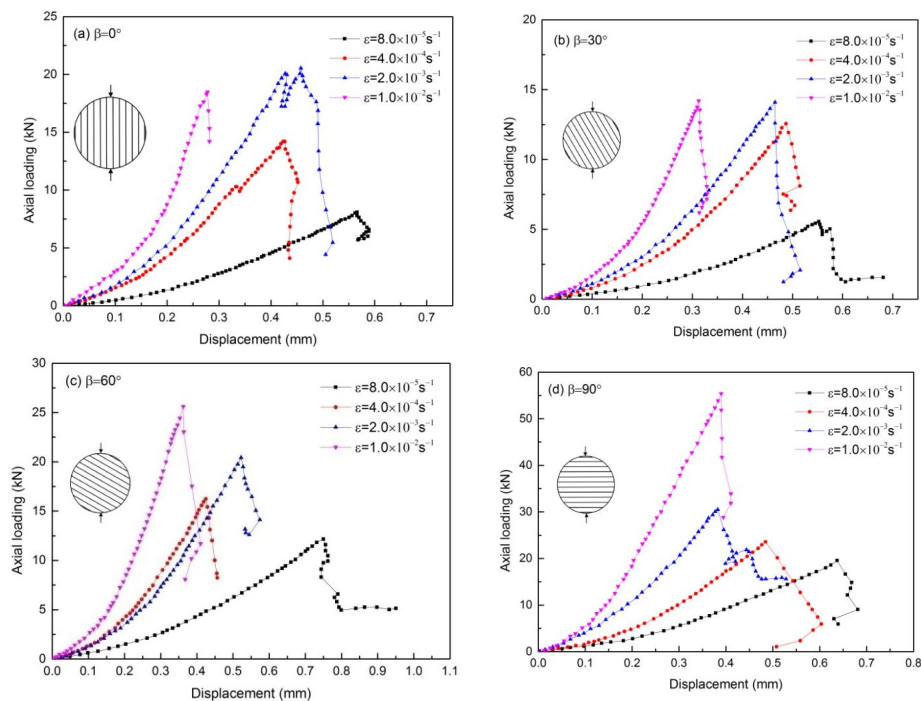 (a) β=0°
ε=8.0×10⁻⁵s⁻¹
ε=4.0×10⁻⁴s⁻¹
ε=2.0×10⁻³s⁻¹
ε=1.0×10⁻²s⁻¹
25
20
15
10
5
0
Axial loading (kN)
0.0 0.1 0.2 0.3 0.4 0.5 0.6 0.7
Displacement (mm)
(b) β=30°
ε=8.0×10⁻⁵s⁻¹
ε=4.0×10⁻⁴s⁻¹
ε=2.0×10⁻³s⁻¹
ε=1.0×10⁻²s⁻¹
20
15
10
5
0
Axial loading (kN)
0.0 0.1 0.2 0.3 0.4 0.5 0.6 0.7
Displacement (mm)
(c) β=60°
ε=8.0×10⁻⁵s⁻¹
ε=4.0×10⁻⁴s⁻¹
ε=2.0×10⁻³s⁻¹
ε=1.0×10⁻²s⁻¹
30
25
20
15
10
5
0
Axial loading (kN)
0.0 0.1 0.2 0.3 0.4 0.5 0.6 0.7 0.8 0.9 1.0 1.1
Displacement (mm)
(d) β=90°
ε=8.0×10⁻⁵s⁻¹
ε=4.0×10⁻⁴s⁻¹
ε=2.0×10⁻³s⁻¹
ε=1.0×10⁻²s⁻¹
60
50
40
30
20
10
0
Axial loading (kN)
0.0 0.1 0.2 0.3 0.4 0.5 0.6 0.7 0.8
Displacement (mm)